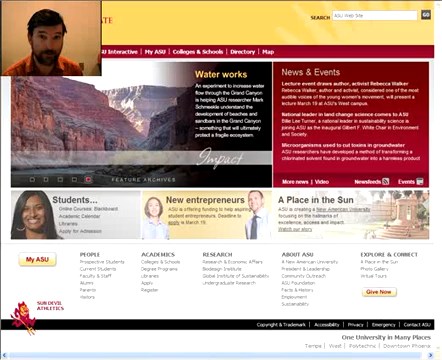 SEARCH
ASU Web Site
GO
ASU Interactive | My ASU | Colleges & Schools | Directory | Map
Water works
An experiment to increase water
flow through the Grand Canyon
is helping ASU researcher Mark
Schmeeckle understand the
development of beaches and
sandbars in the Grand Canyon
– something that will ultimately
protect a fragile ecosystem.
Impact
FEATURE ARCHIVES
News & Events
Lecture event draws author, activist Rebecca Walker
Rebecca Walker, author and activist, considered one of the most
audible voices of the young women's movement, will present a
lecture March 19 at ASU's West campus.
National leader in land change science comes to ASU
Billie Lee Turner, a national leader in sustainability science is
joining ASU as the inaugural Gilbert F. White Chair in Environment
and Society.
Microorganisms used to cut toxins in groundwater
ASU researchers have developed a method of transforming a
chlorinated solvent found in groundwater into a harmless product
More news | Video
Newsfeeds
Events
Students...
Online Courses: Blackboard
Academic Calendar
Libraries
Apply for Admission
New entrepreneurs
ASU is offering funding to help aspiring
student entrepreneurs. Deadline to
apply is March 19.
A Place in the Sun
ASU is creating a New American University
focusing on the hallmarks of
excellence, access and impact.
Watch our story
My ASU
PEOPLE
Prospective Students
Current Students
Faculty & Staff
Alumni
Parents
Visitors
ACADEMICS
Colleges & Schools
Degree Programs
Libraries
Apply
Register
RESEARCH
Research & Economic Affairs
Biodesign Institute
Global Institute of Sustainability
Undergraduate Research
ABOUT ASU
A New American University
President & Leadership
Community Outreach
ASU Foundation
Facts & History
Employment
Sustainability
EXPLORE & CONNECT
A Place in the Sun
Photo Gallery
Virtual Tours
Give Now
SUN DEVIL
ATHLETICS
Copyright & Trademark | Accessibility | Privacy | Emergency | Contact ASU
One University in Many Places
Tempe | West | Polytechnic | Downtown Phoenix